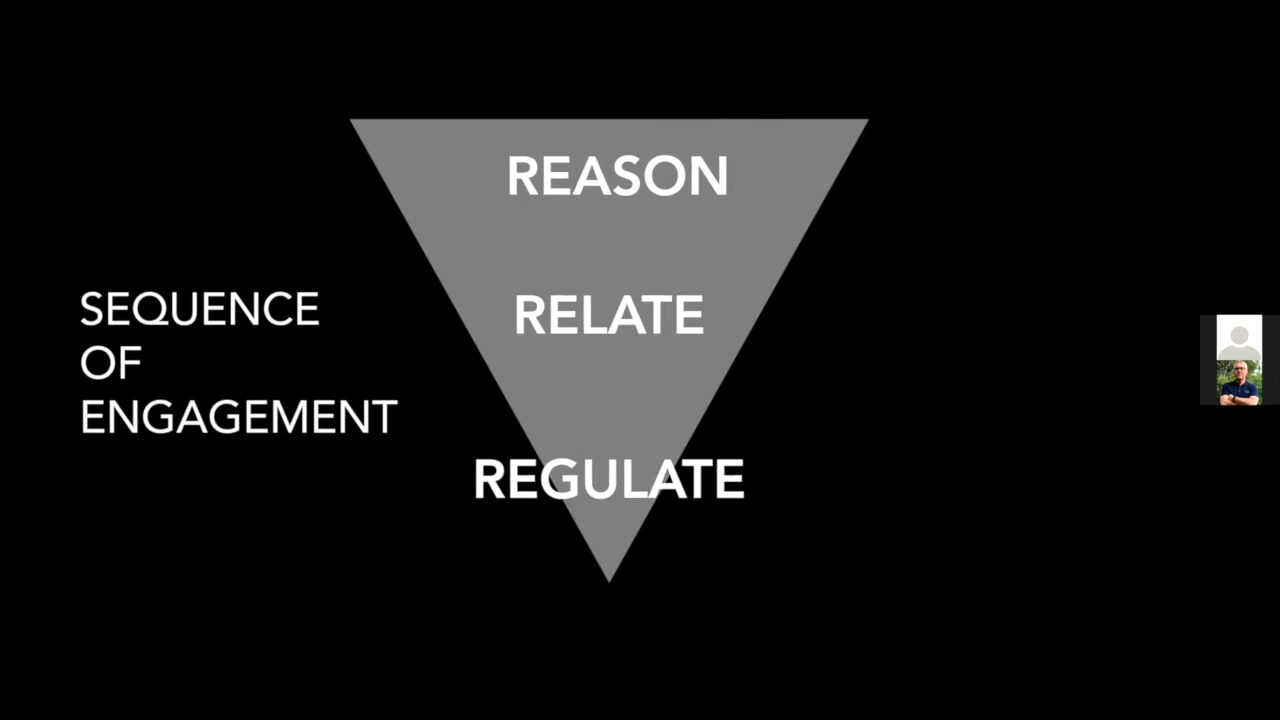 REASON
RELATE
SEQUENCE
OF
ENGAGEMENT
REGULATE